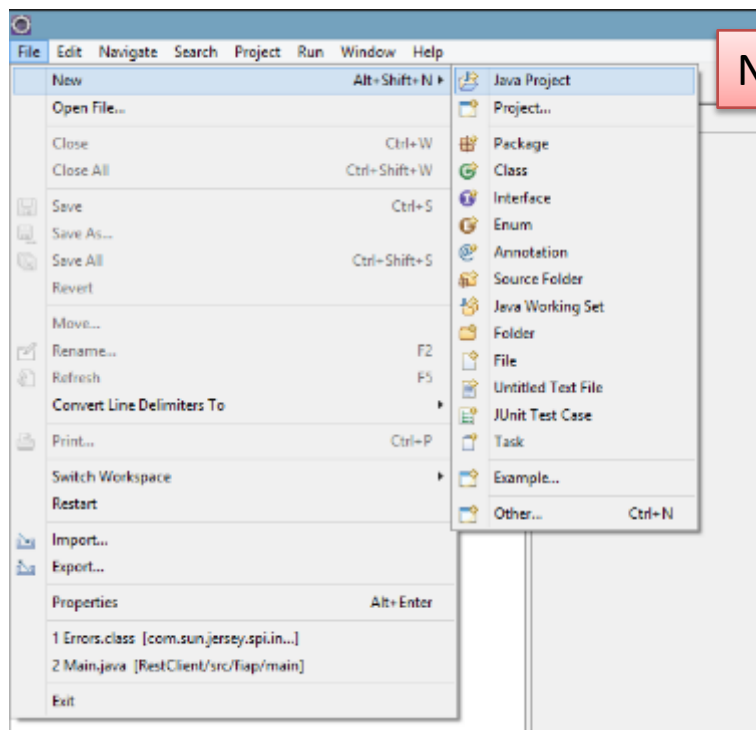 File Edit Navigate Search Project Run Window Help
N
New Alt+Shift+N
Open File...
Close Ctrl+W
Close All Ctrl+Shift+W
Save Ctrl+S
Save As...
Save All Ctrl+Shift+S
Revert
Move...
Rename... F2
Refresh F5
Convert Line Delimiters To
Print... Ctrl+P
Switch Workspace
Restart
Import...
Export...
Properties Alt+Enter
1 Errors.class [com.sun.jersey.spi.in...]
2 Main.java [RestClient/src/fiap/main]
Exit
Java Project
Project...
Package
Class
Interface
Enum
Annotation
Source Folder
Java Working Set
Folder
File
Untitled Text File
JUnit Test Case
Task
Example...
Other... Ctrl+N